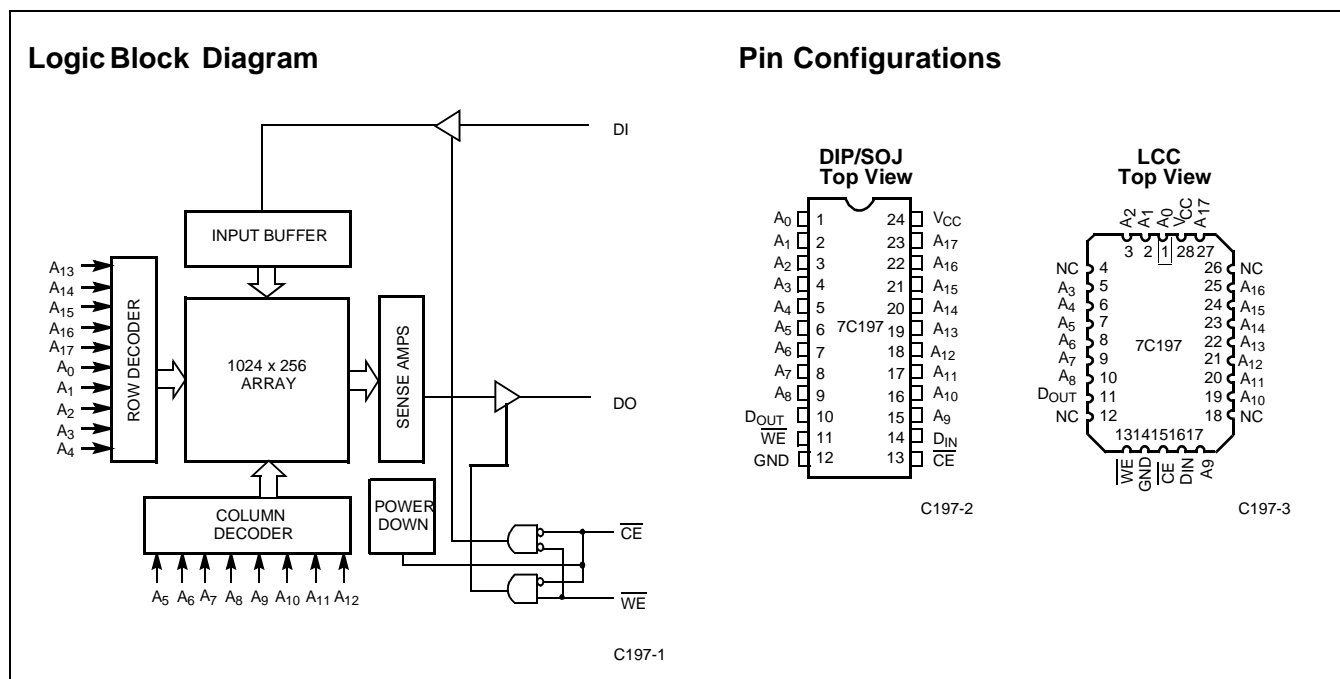 Logic Block Diagram
DI
INPUT BUFFER
A13
A14
A15
A16
A17
A0
A1
A2
A3
A4
ROW DECODER
1024 x 256
ARRAY
SENSE AMPS
DO
COLUMN
DECODER
POWER
DOWN
CE
WE
A5 A6 A7 A8 A9 A10 A11 A12
C197-1
Pin Configurations
DIP/SOJ
Top View
A0 1 24 VCC
A1 2 23 A17
A2 3 22 A16
A3 4 21 A15
A4 5 20 A14
A5 6 7C197 19 A13
A6 7 18 A12
A7 8 17 A11
A8 9 16 A10
DOUT 10 15 A9
WE 11 14 DIN
GND 12 13 CE
C197-2
LCC
Top View
A2 A1 A0 VCC A17
3 2 1 28 27
NC 4 26 NC
A3 5 25 A16
A4 6 24 A15
A5 7 23 A14
A6 8 7C197 22 A13
A7 9 21 A12
A8 10 20 A11
DOUT 11 19 A10
NC 12 18 NC
13 14 15 16 17
WE GND CE DIN A9
C197-3